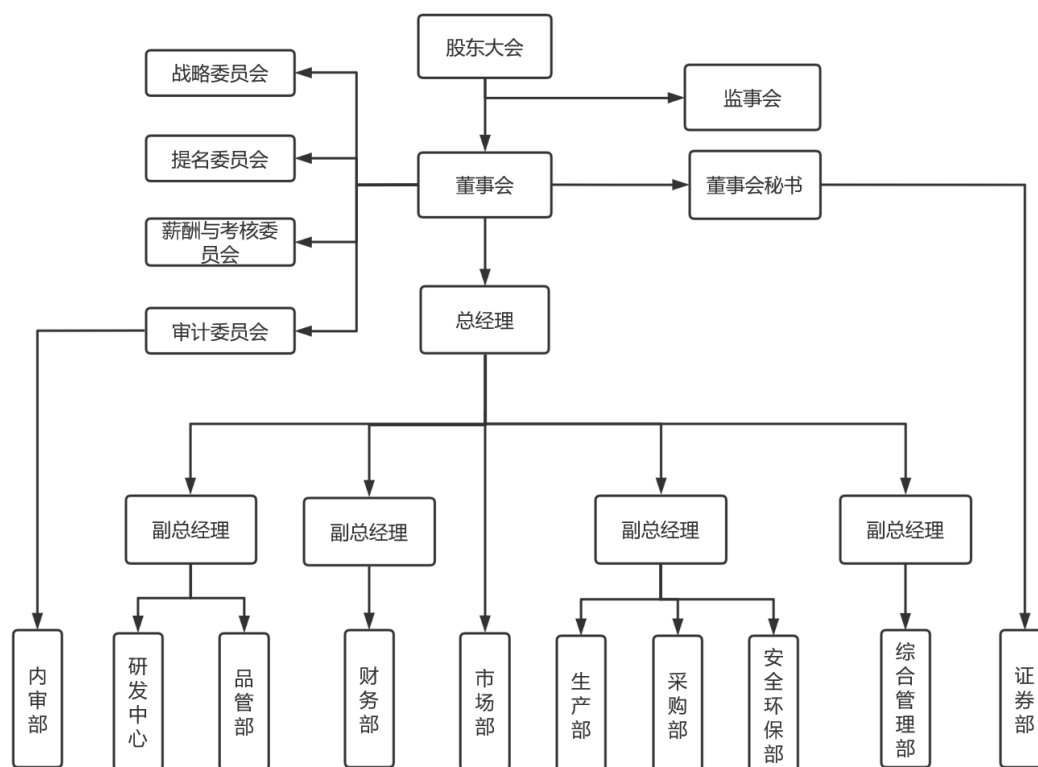 股东大会
战略委员会
监事会
提名委员会
董事会
董事会秘书
薪酬与考核委
员会
总经理
审计委员会
副总经理
副总经理
副总经理
副总经理
内审部
研发中心
品管部
财务部
市场部
生产部
采购部
安全环保部
综合管理部
证券部